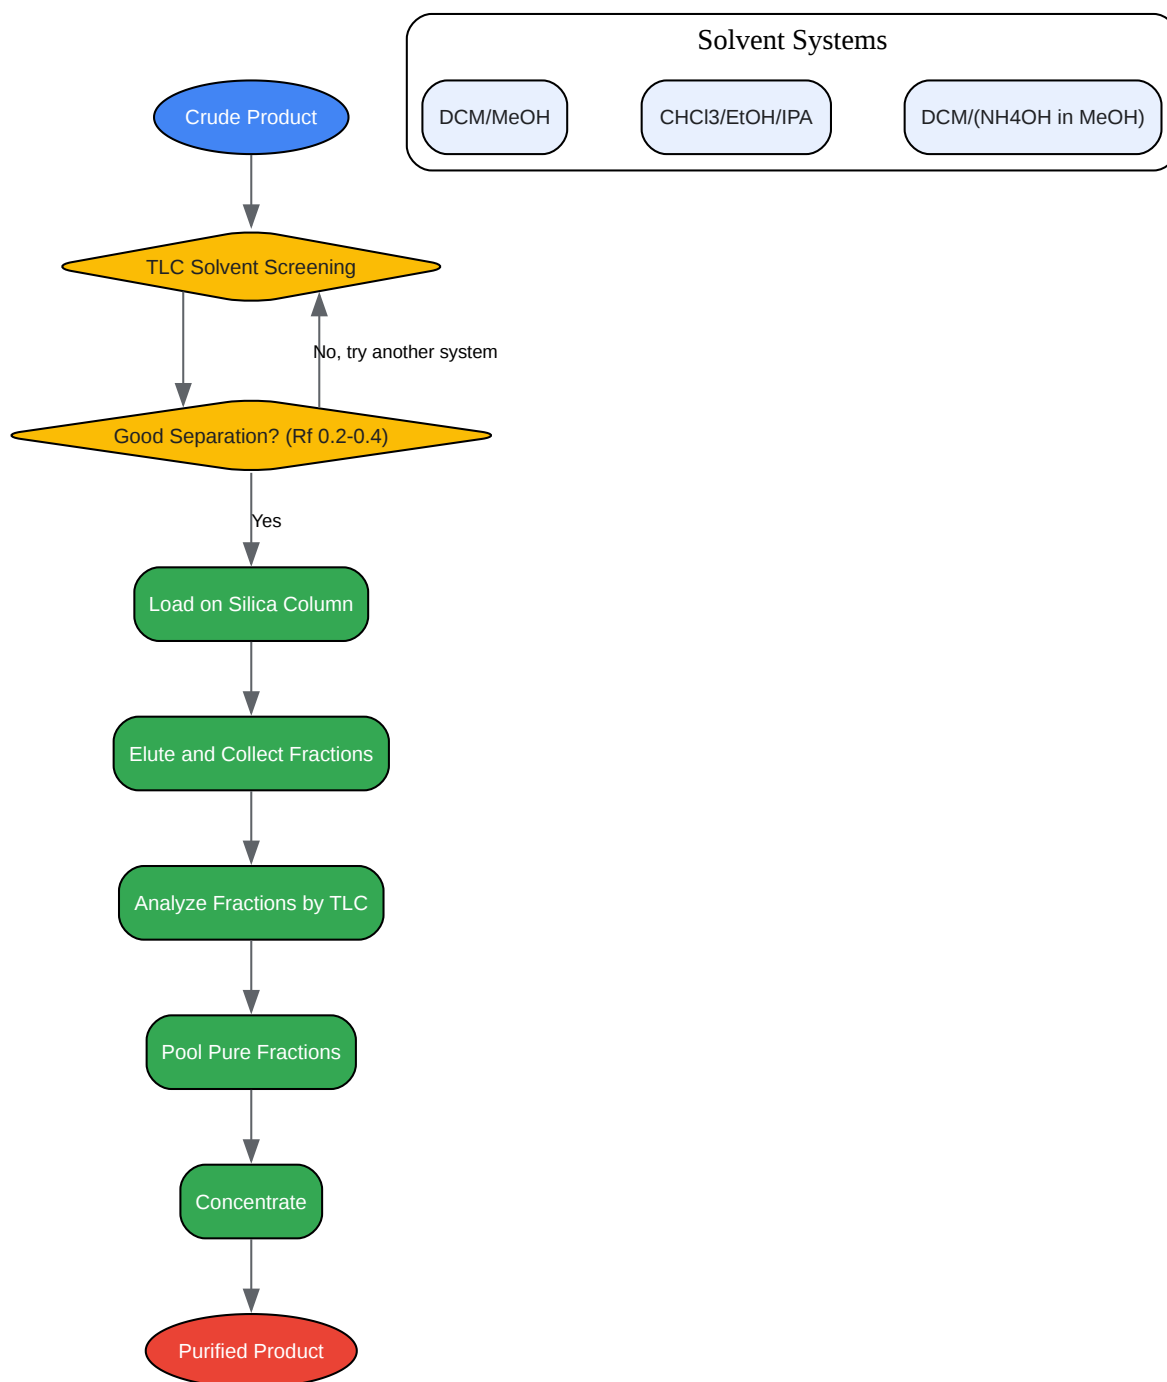 Solvent Systems
DCM/MeOH
CHCl3/EtOH/IPA
DCM/(NH4OH in MeOH)
Crude Product
TLC Solvent Screening
No, try another system
Good Separation? (Rf 0.2-0.4)
Yes
Load on Silica Column
Elute and Collect Fractions
Analyze Fractions by TLC
Pool Pure Fractions
Concentrate
Purified Product